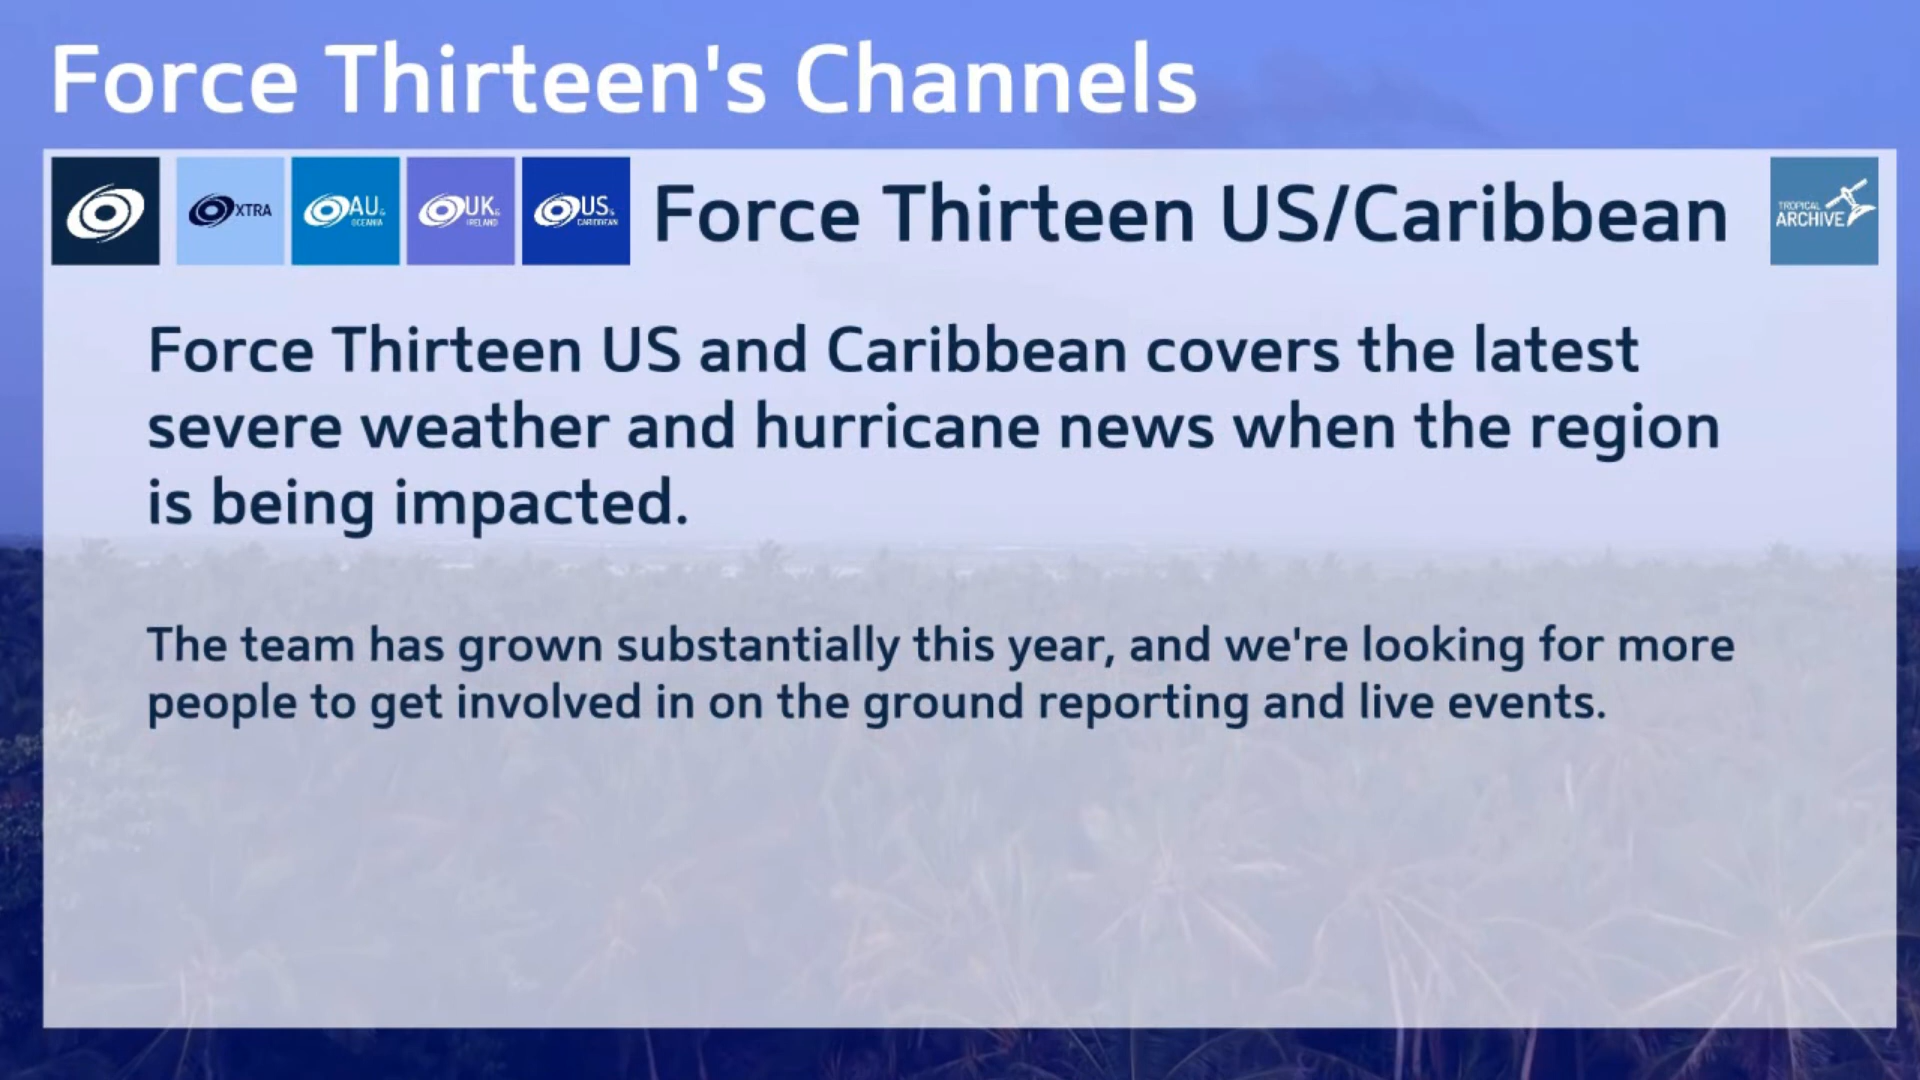 Force Thirteen's Channels
XTRA
AU&
OCEANIA
UK&
IRELAND
US&
CARIBBEAN
Force Thirteen US/Caribbean
TROPICAL
ARCHIVE
Force Thirteen US and Caribbean covers the latest
severe weather and hurricane news when the region
is being impacted.
The team has grown substantially this year, and we're looking for more
people to get involved in on the ground reporting and live events.